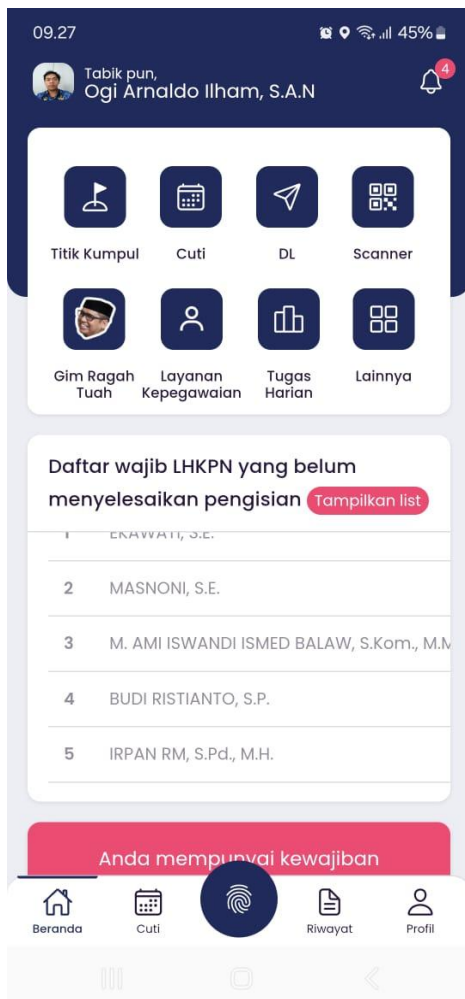 09.27
45%
Tabik pun,
Ogi Arnaldo Ilham, S.A.N
4
Titik Kumpul
Cuti
DL
Scanner
Gim Ragah
Tuah
Layanan
Kepegawaian
Tugas
Harian
Lainnya
Daftar wajib LHKPN yang belum
menyelesaikan pengisian Tampilkan list
1 EKAWATI, S.E.
2 MASNONI, S.E.
3 M. AMI ISWANDI ISMED BALAW, S.Kom., M.M
4 BUDI RISTIANTO, S.P.
5 IRPAN RM, S.Pd., M.H.
Anda mempunyai kewajiban
Beranda
Cuti
Riwayat
Profil